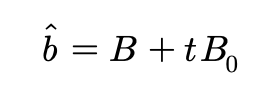 b̂ = B + tB₀